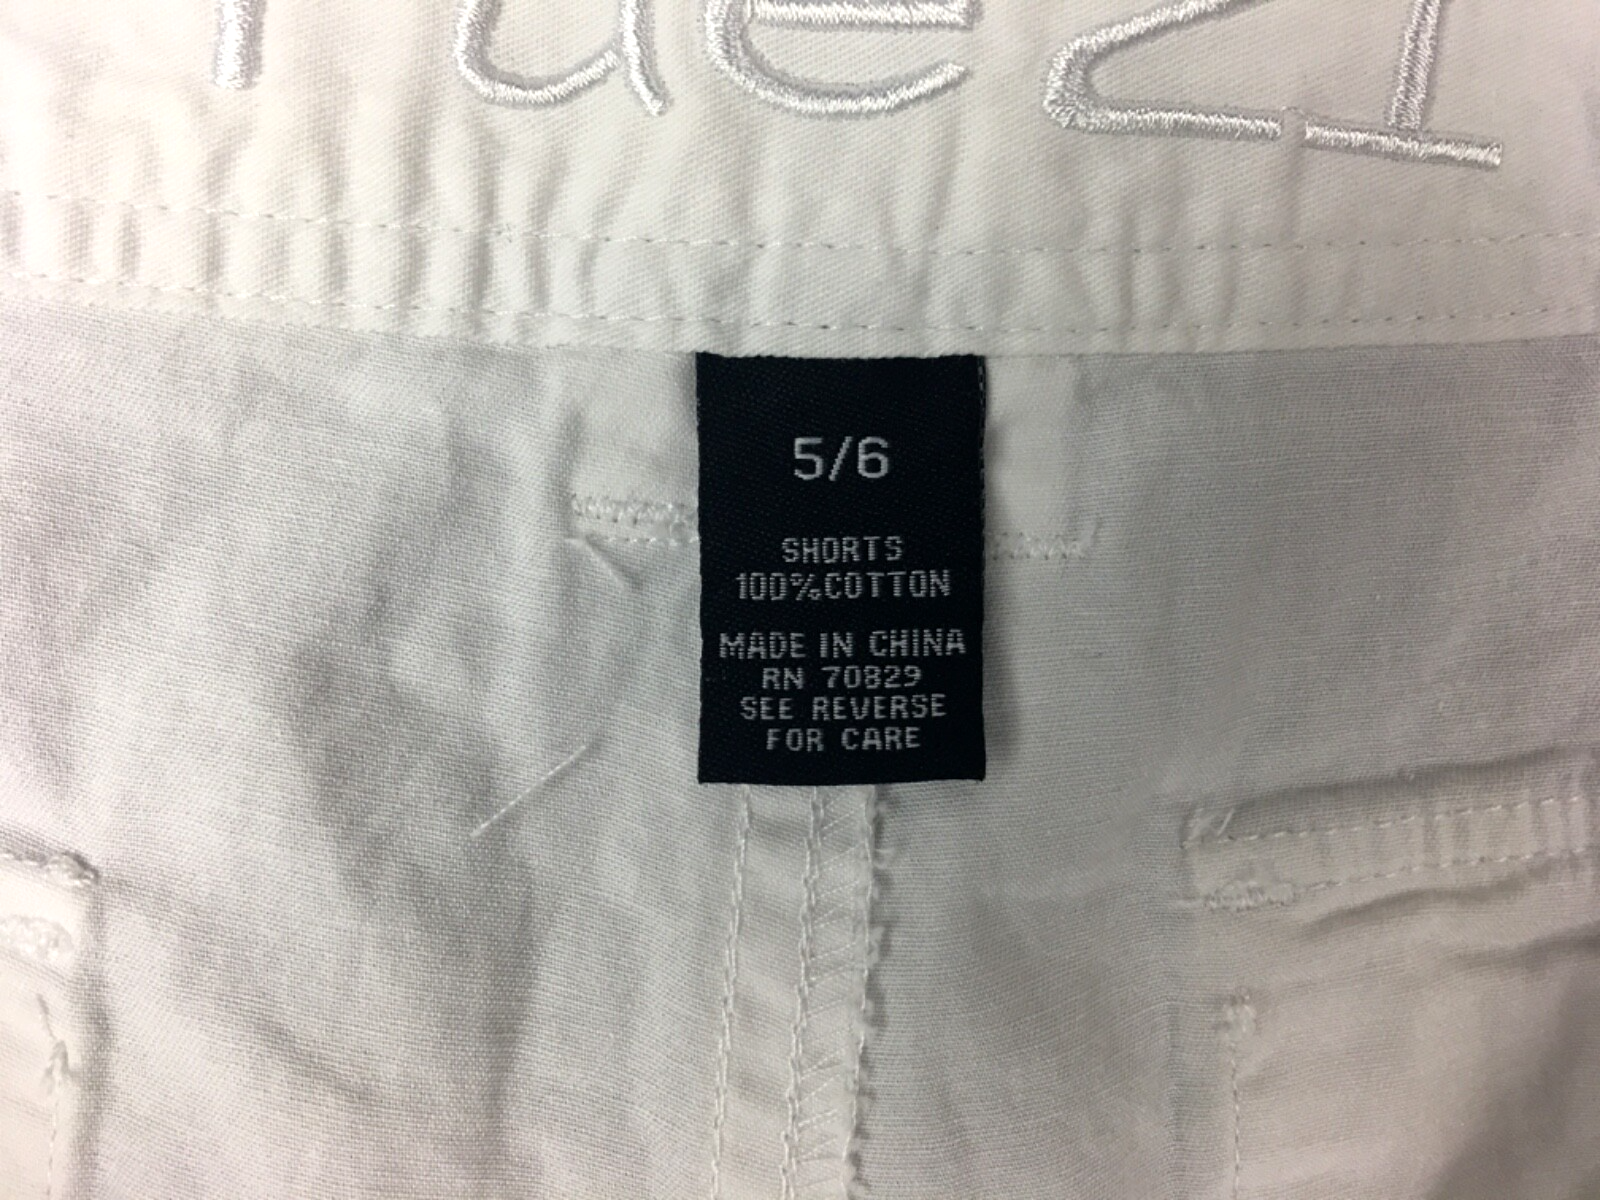 5/6
SHORTS
100%COTTON
MADE IN CHINA
RN 70829
SEE REVERSE
FOR CARE